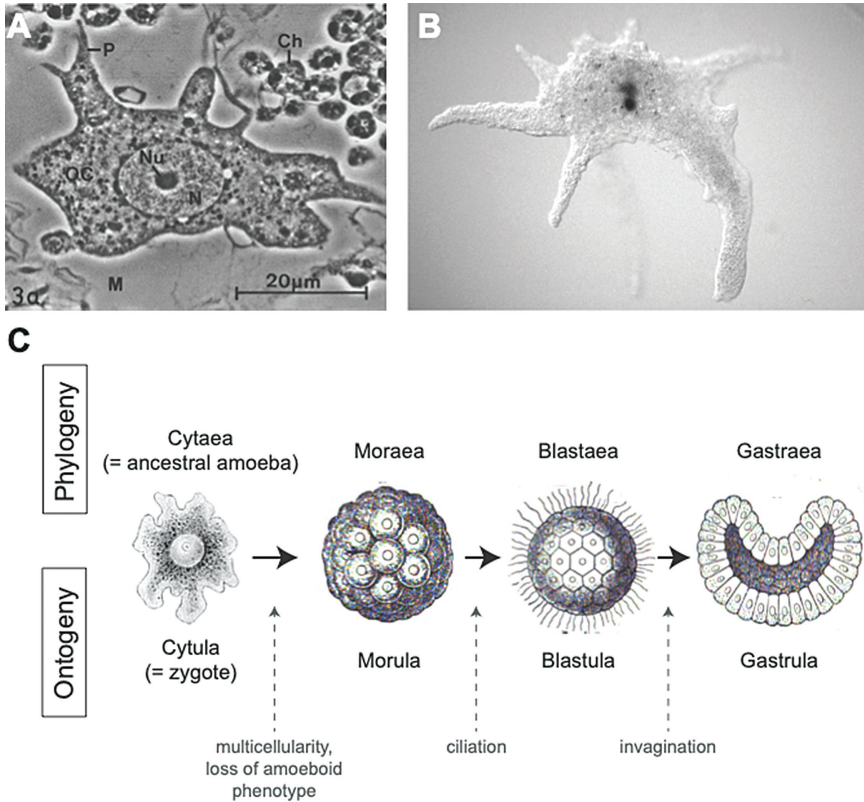 A
P
Ch
Nu
OC
N
M
20µm
3a
B
C
Phylogeny
Cytaea
(= ancestral amoeba)
Moraea
Blastaea
Gastraea
Ontogeny
Cytula
(= zygote)
Morula
Blastula
Gastrula
multicellularity,
loss of amoeboid
phenotype
ciliation
invagination